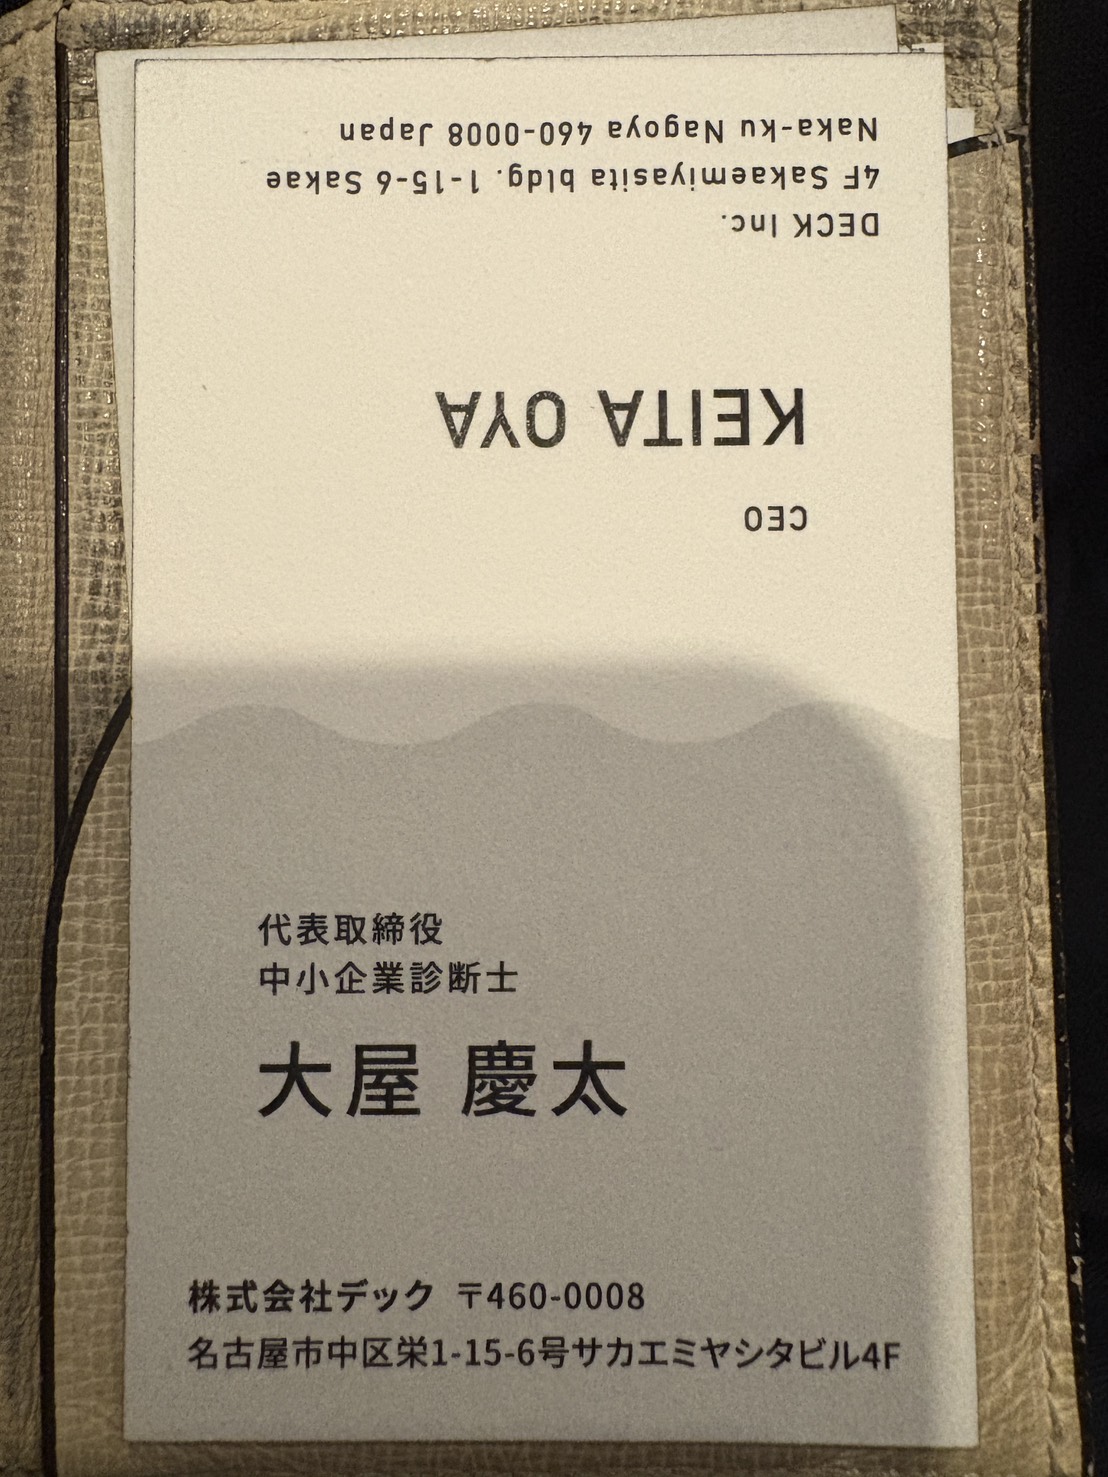 Naka-ku Nagoya 460-0008 Japan
4F Sakaemiyasita bldg. 1-15-6 Sakae
DECK Inc.
KEITA OYA
CEO
代表取締役
中小企業診断士
大屋 慶太
株式会社デック 〒460-0008
名古屋市中区栄1-15-6号サカエミヤシタビル4F